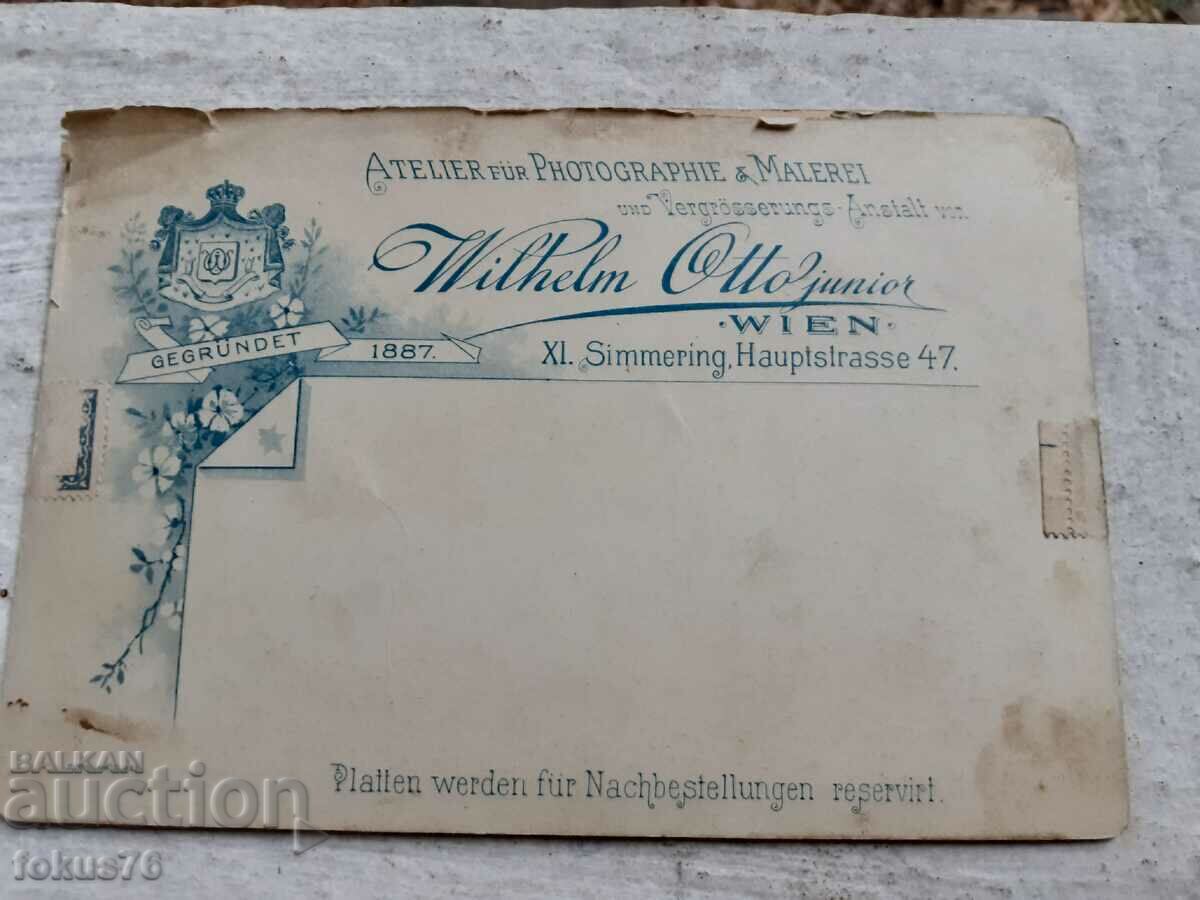 ATELIER FÜR PHOTOGRAPHIE & MALEREI
UND Vergrösserungs-Anstalt von
Wilhelm Otto junior
·WIEN·
XI. Simmering, Hauptstrasse 47.
GEGRÜNDET 1887.
Platten werden für Nachbestellungen reservirt.
BALKAN
auction
fokus76